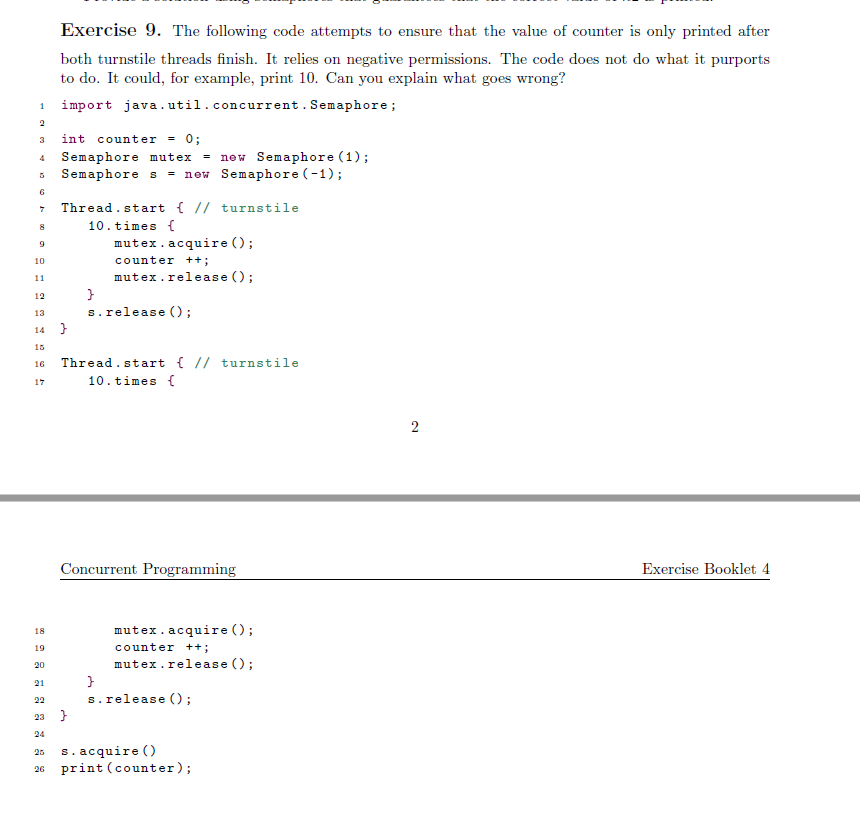 Exercise 9. The following code attempts to ensure that the value of counter is only printed after
both turnstile threads finish. It relies on negative permissions. The code does not do what it purports
to do. It could, for example, print 10. Can you explain what goes wrong?
1 import java.util.concurrent.Semaphore;
2
3 int counter = 0;
4 Semaphore mutex = new Semaphore(1);
5 Semaphore s = new Semaphore(-1);
6
7 Thread.start { // turnstile
8 10.times {
9 mutex.acquire();
10 counter ++;
11 mutex.release();
12 }
13 s.release();
14 }
15
16 Thread.start { // turnstile
17 10.times {
2
Concurrent Programming Exercise Booklet 4
18 mutex.acquire();
19 counter ++;
20 mutex.release();
21 }
22 s.release();
23 }
24
25 s.acquire()
26 print(counter);